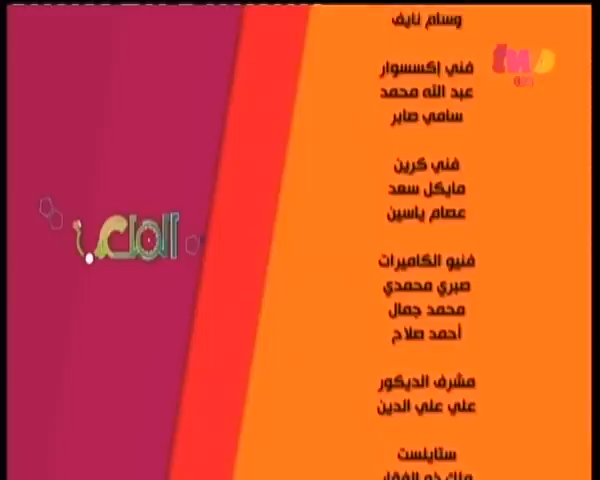 وسام نايف
فني إكسسوار
عبد الله محمد
سامي صابر
فني كرين
مايكل سعد
عصام ياسين
فنيو الكاميرات
صبري محمدي
محمد جمال
أحمد صلاح
مشرف الديكور
علي علي الدين
ستايلست
الملاعب